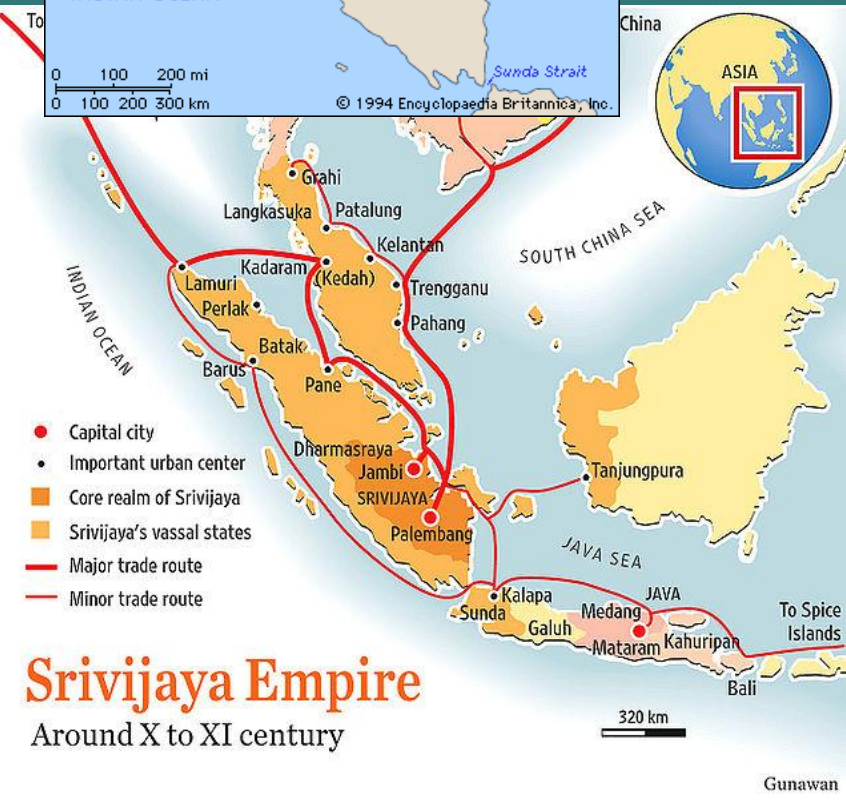 To
0 100 200 mi
0 100 200 300 km
Sunda Strait
© 1994 Encyclopaedia Britannica, Inc.
China
ASIA
Grahi
Langkasuka
Patalung
Kelantan
Kadaram
(Kedah)
Trengganu
Pahang
SOUTH CHINA SEA
INDIAN OCEAN
Lamuri
Perlak
Batak
Barus
Pane
Dharmasraya
Jambi
SRIVIJAYA
Palembang
Tanjungpura
JAVA SEA
Capital city
Important urban center
Core realm of Srivijaya
Srivijaya's vassal states
Major trade route
Minor trade route
Kalapa
Sunda
Galuh
JAVA
Medang
Mataram
Kahuripan
Bali
To Spice
Islands
Srivijaya Empire
Around X to XI century
320 km
Gunawan